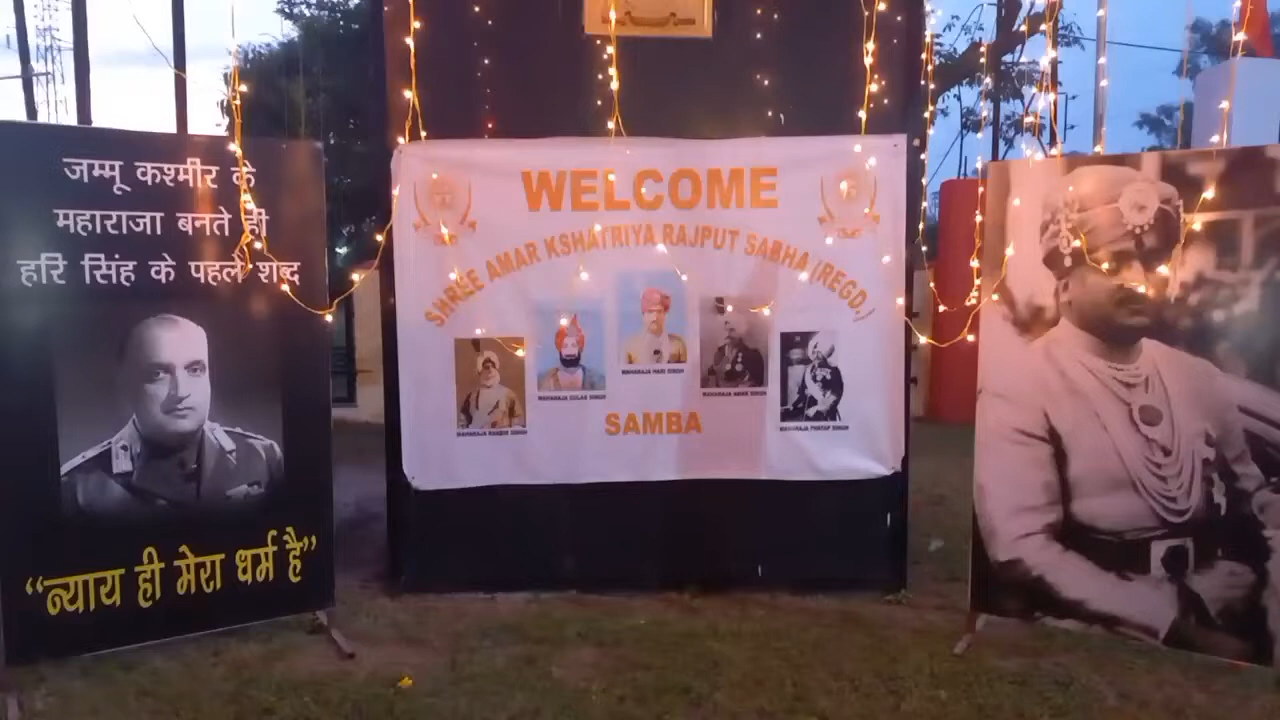 जम्मू कश्मीर के
महाराजा बनते ही
हरि सिंह के पहले शब्द
“न्याय ही मेरा धर्म है”
WELCOME
SHREE AMAR KSHATRIYA RAJPUT SABHA (REGD.)
MAHARAJA RANBIR SINGH
MAHARAJA GULAB SINGH
MAHARAJA HARI SINGH
MAHARAJA AMAR SINGH
MAHARAJA PARTAP SINGH
SAMBA